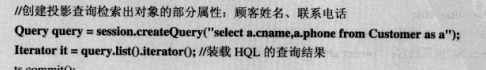 //创建投影查询检索出对象的部分属性：顾客姓名、联系电话
Query query = session.createQuery("select a.cname,a.phone from Customer as a");
Iterator it = query.list().iterator(); //装载 HQL 的查询结果
ts.commit();